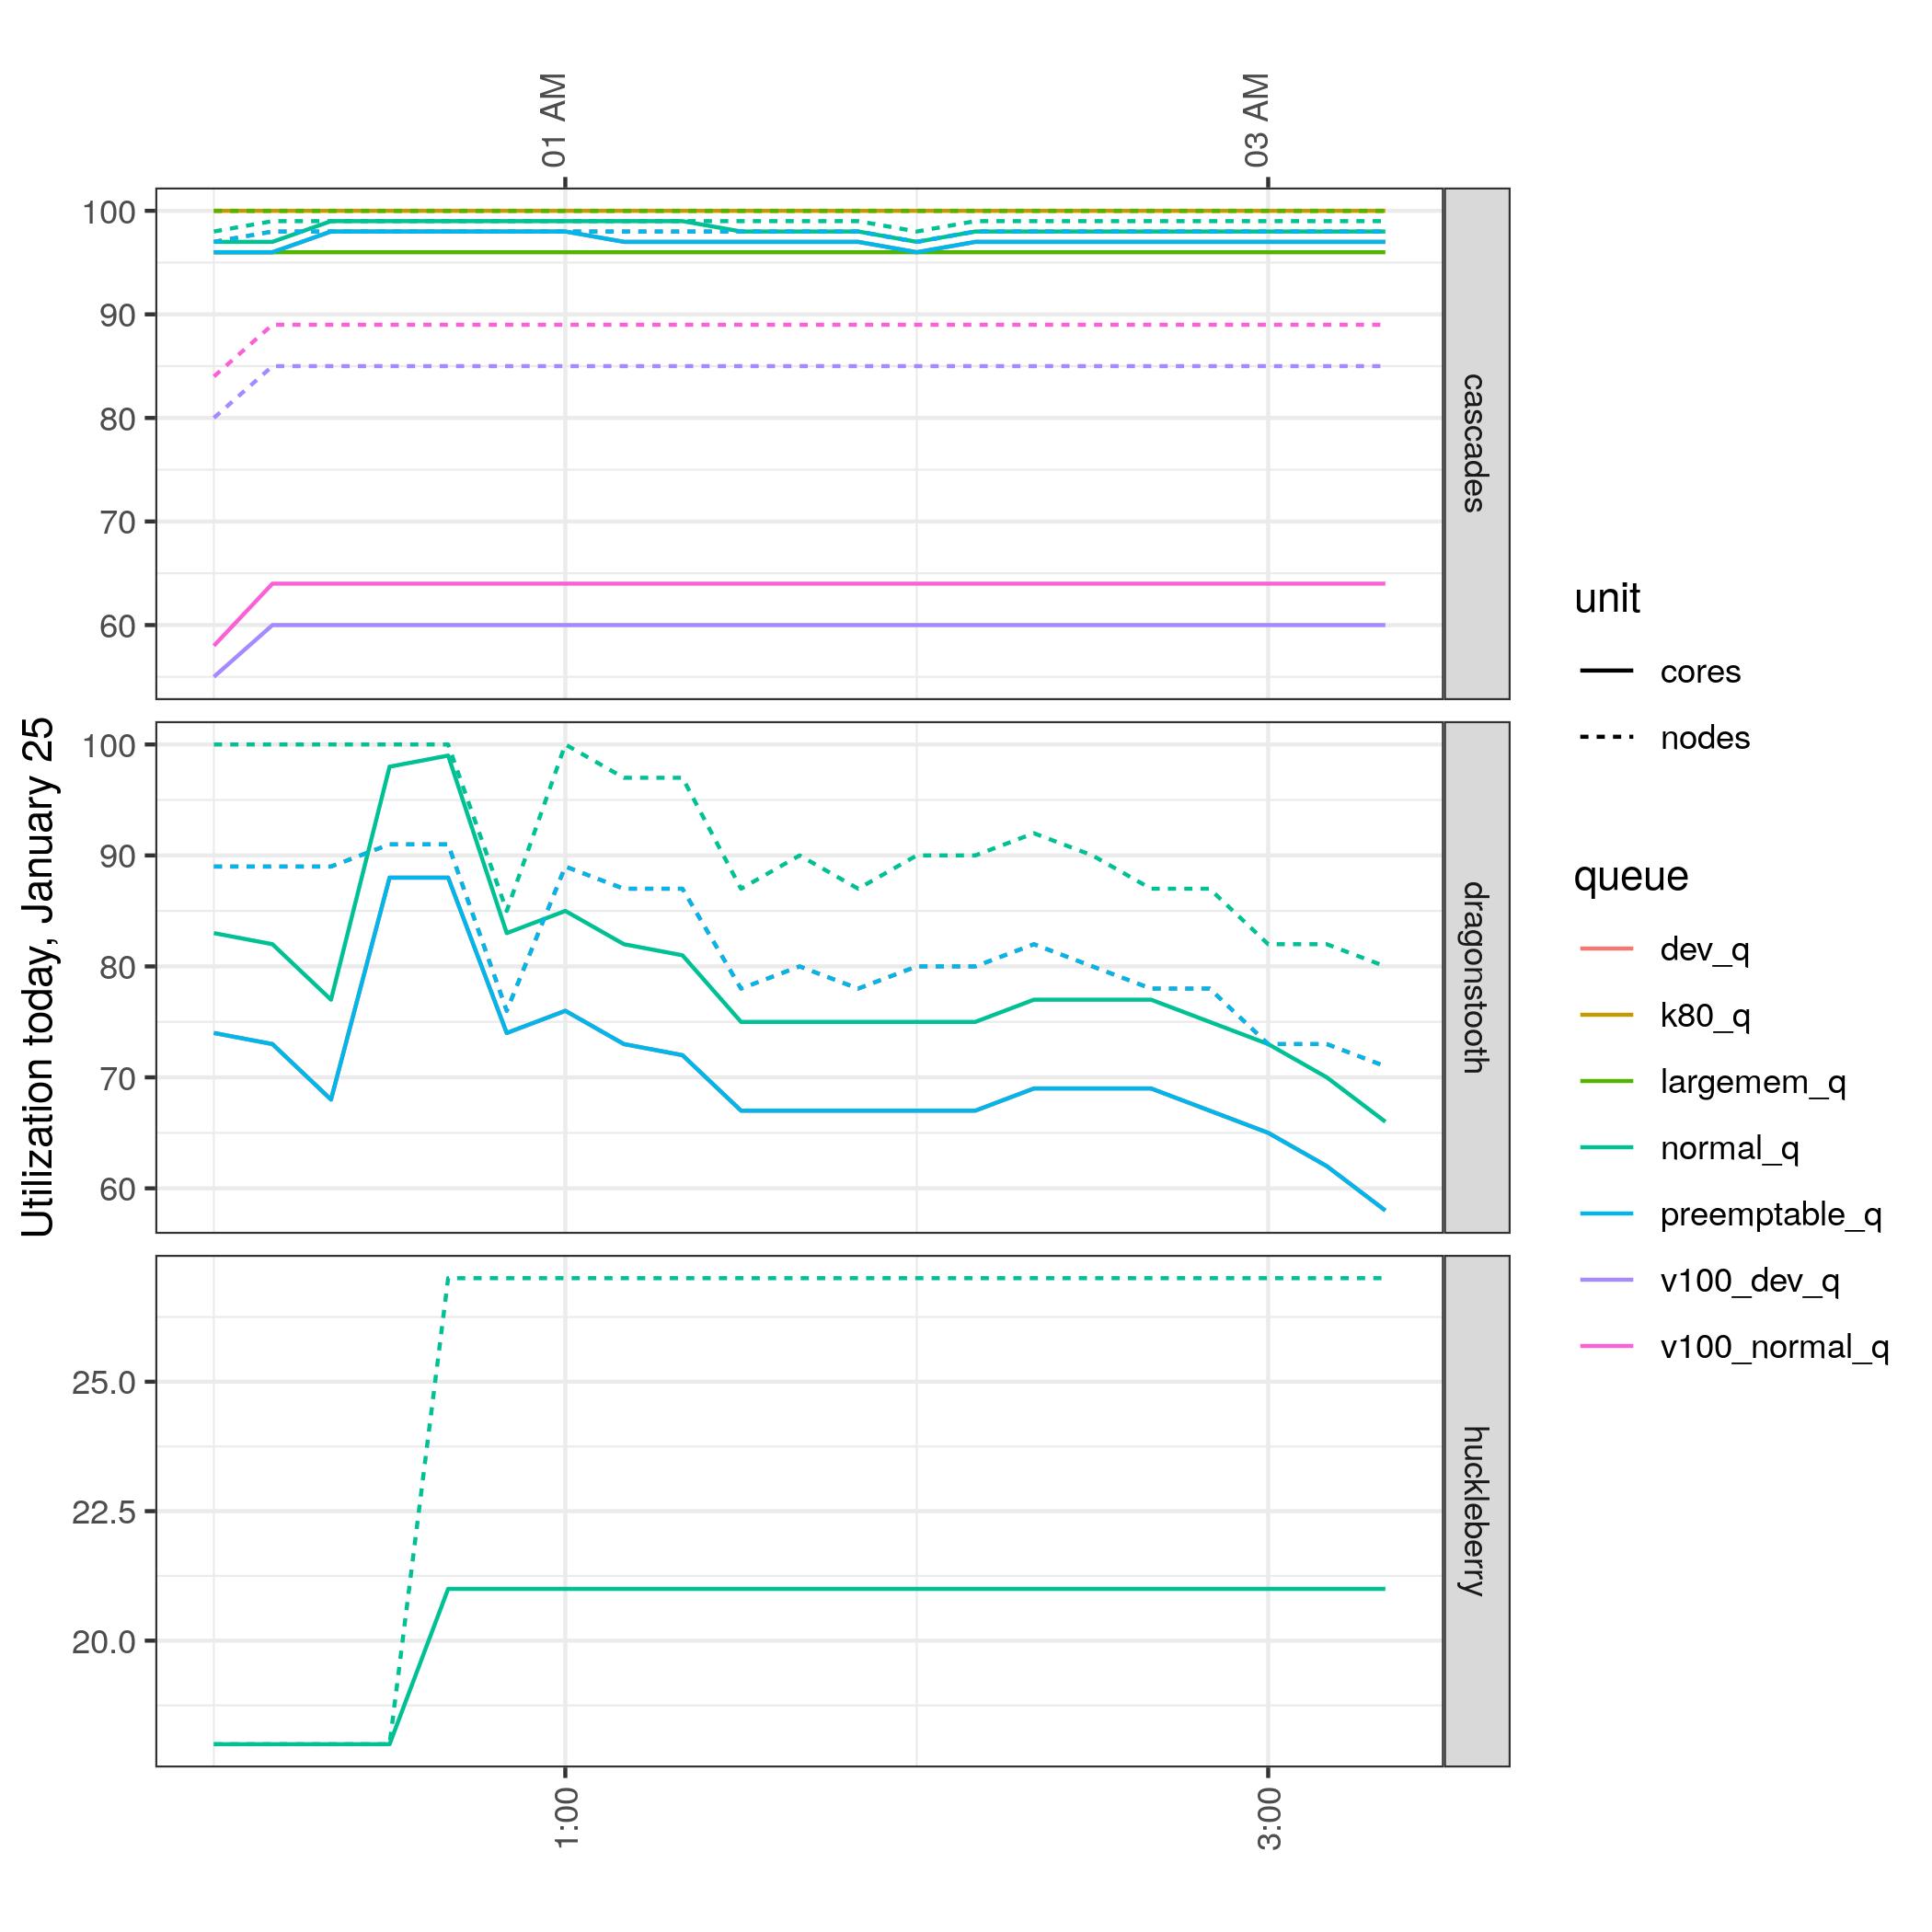 01 AM
03 AM
100
90
80
70
60
cascades
Utilization today, January 25
100
90
80
70
60
dragonstooth
25.0
22.5
20.0
huckleberry
1:00
3:00
unit
cores
nodes
queue
dev_q
k80_q
largemem_q
normal_q
preemptable_q
v100_dev_q
v100_normal_q